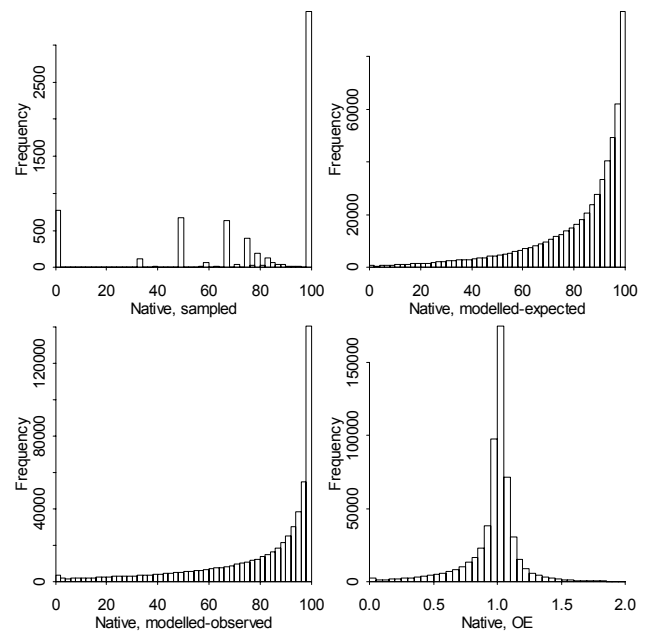 Frequency
2500
1500
500
0
0 20 40 60 80 100
Native, sampled
Frequency
60000
20000
0
0 20 40 60 80 100
Native, modelled-expected
Frequency
120000
80000
40000
0
0 20 40 60 80 100
Native, modelled-observed
Frequency
150000
100000
50000
0
0.0 0.5 1.0 1.5 2.0
Native, OE